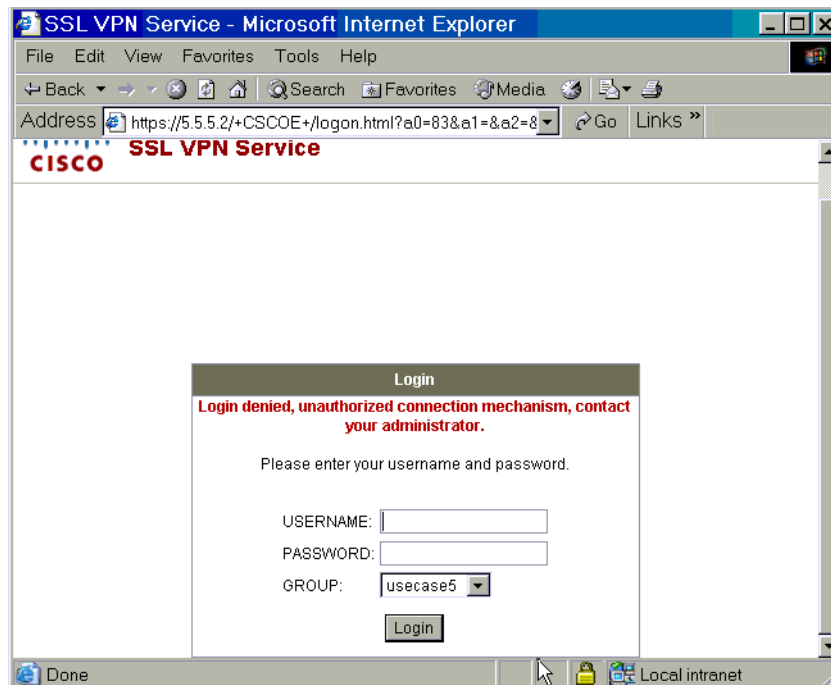 SSL VPN Service - Microsoft Internet Explorer
File Edit View Favorites Tools Help
Back Search Favorites Media
Address https://5.5.5.2/+CSCOE+/logon.html?a0=83&a1=&a2=& Go Links »
CISCO SSL VPN Service
Login
Login denied, unauthorized connection mechanism, contact
your administrator.
Please enter your username and password.
USERNAME:
PASSWORD:
GROUP: usecase5
Login
Done Local intranet